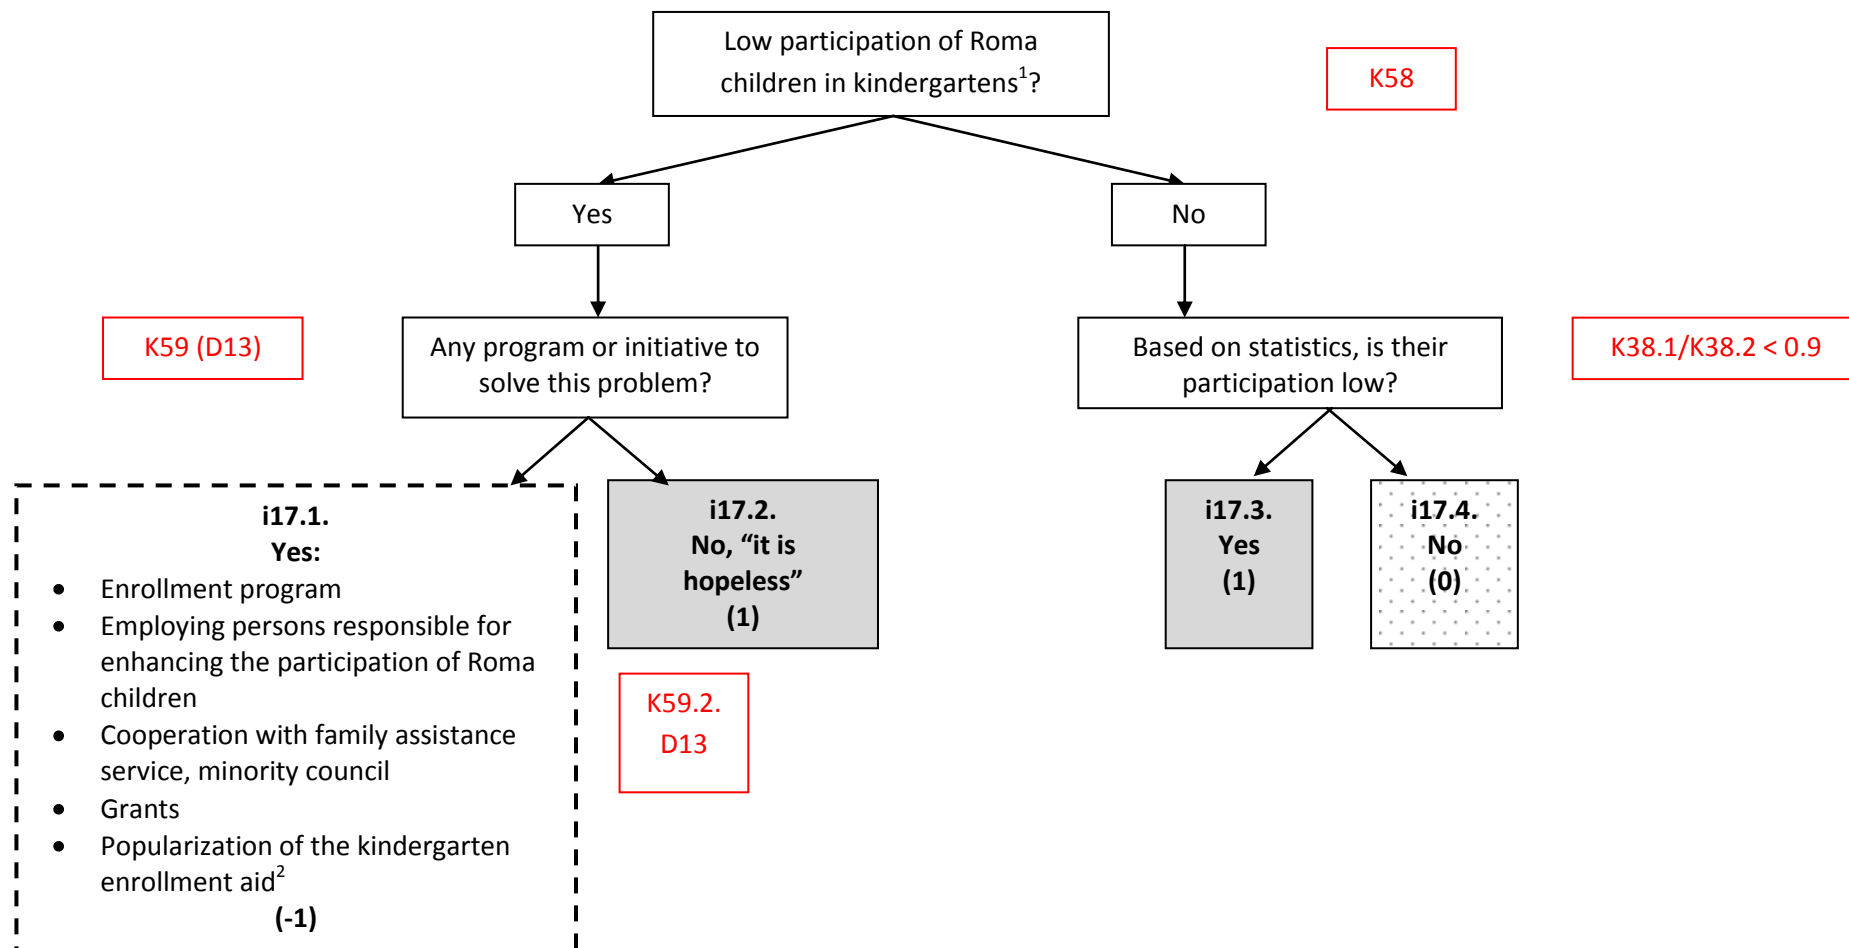 Low participation of Roma
children in kindergartens¹?
K58
Yes
No
K59 (D13)
Any program or initiative to
solve this problem?
Based on statistics, is their
participation low?
K38.1/K38.2 < 0.9
i17.1.
Yes:
• Enrollment program
• Employing persons responsible for
enhancing the participation of Roma
children
• Cooperation with family assistance
service, minority council
• Grants
• Popularization of the kindergarten
enrollment aid²
(-1)
i17.2.
No, “it is
hopeless”
(1)
K59.2.
D13
i17.3.
Yes
(1)
i17.4.
No
(0)